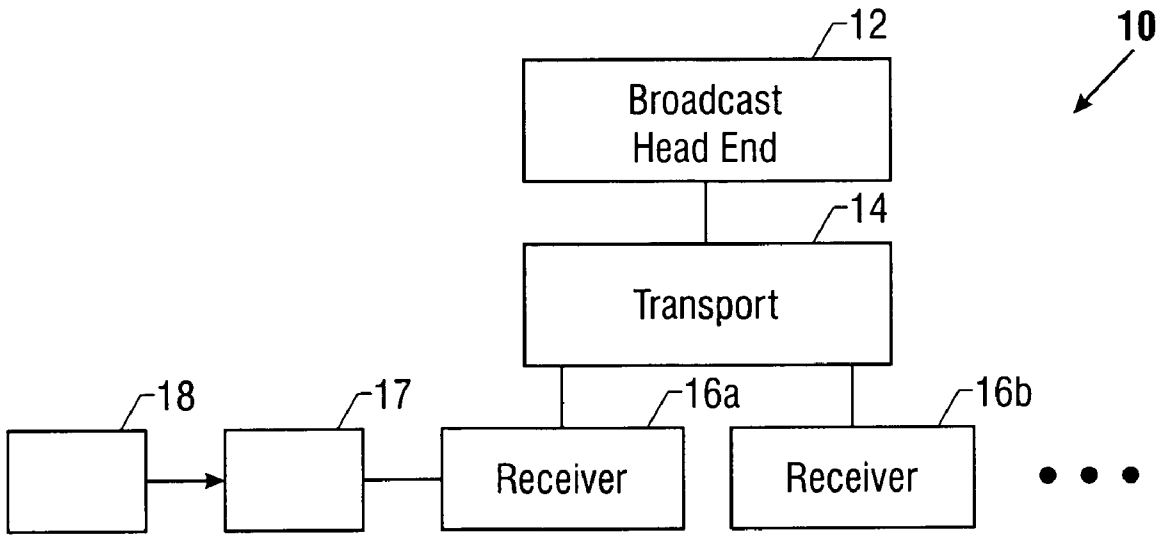 12
10
Broadcast
Head End
14
Transport
18
17
16a
16b
Receiver
Receiver